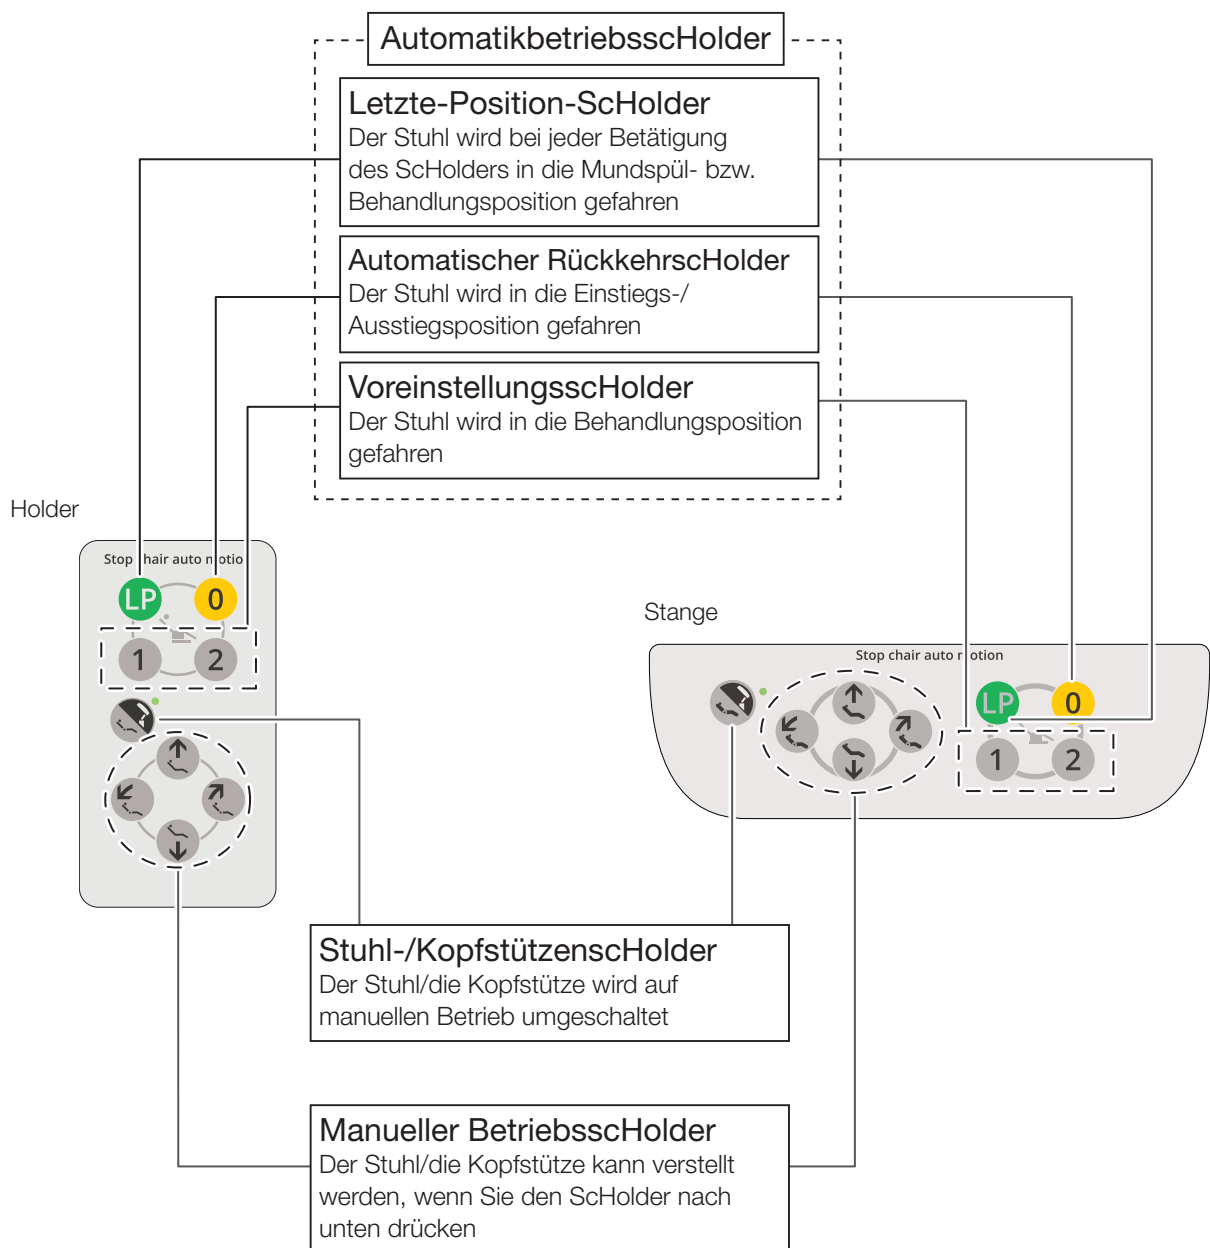 AutomatikbetriebsscHolder
Letzte-Position-ScHolder
Der Stuhl wird bei jeder Betätigung
des ScHolders in die Mundspül- bzw.
Behandlungsposition gefahren
Automatischer RückkehrscHolder
Der Stuhl wird in die Einstiegs-/
Ausstiegsposition gefahren
VoreinstellungsscHolder
Der Stuhl wird in die Behandlungsposition
gefahren
Holder
Stop chair auto motion
LP 0
1 2
Stange
Stop chair auto motion
LP 0
1 2
Stuhl-/KopfstützenscHolder
Der Stuhl/die Kopfstütze wird auf
manuellen Betrieb umgeschaltet
Manueller BetriebsscHolder
Der Stuhl/die Kopfstütze kann verstellt
werden, wenn Sie den ScHolder nach
unten drücken